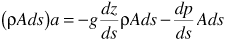 (ρAds)a = −g dz/ds ρAds − dp/ds Ads